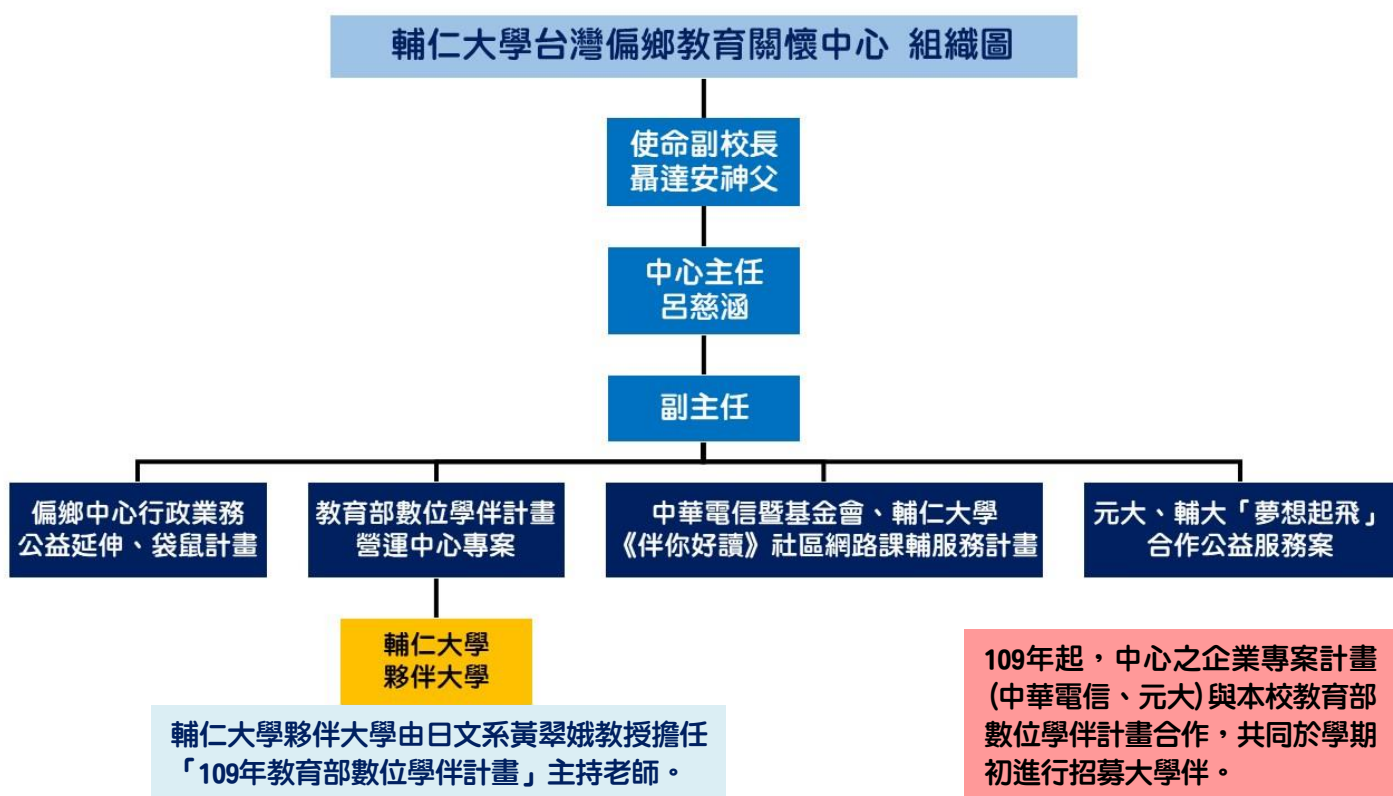 輔仁大學台灣偏鄉教育關懷中心 組織圖
使命副校長
聶達安神父
中心主任
呂慈涵
副主任
偏鄉中心行政業務
公益延伸、袋鼠計畫
教育部數位學伴計畫
營運中心專案
中華電信暨基金會、輔仁大學
《伴你好讀》社區網路課輔服務計畫
元大、輔大「夢想起飛」
合作公益服務案
輔仁大學
夥伴大學
輔仁大學夥伴大學由日文系黃翠娥教授擔任
「109年教育部數位學伴計畫」主持老師。
109年起，中心之企業專案計畫
(中華電信、元大)與本校教育部
數位學伴計畫合作，共同於學期
初進行招募大學伴。